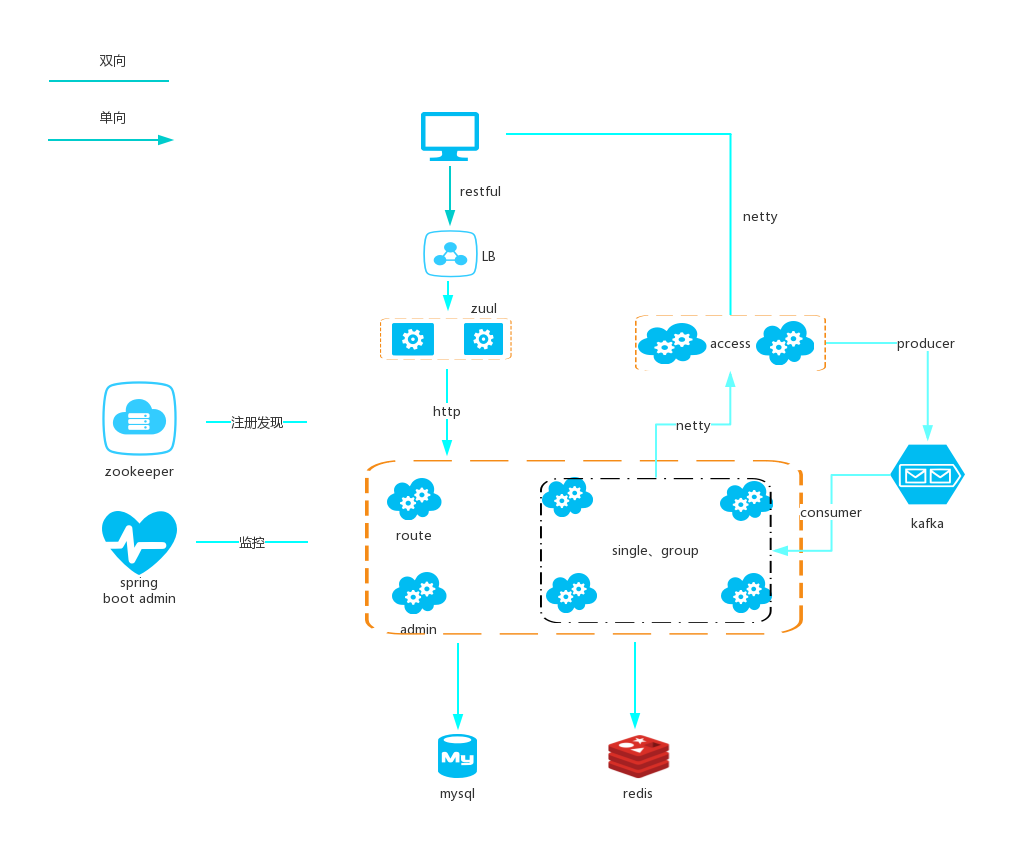 双向
单向
restful
netty
LB
zuul
access
producer
http
注册发现
netty
zookeeper
route
single、group
consumer
kafka
监控
spring
boot admin
admin
My
mysql
redis